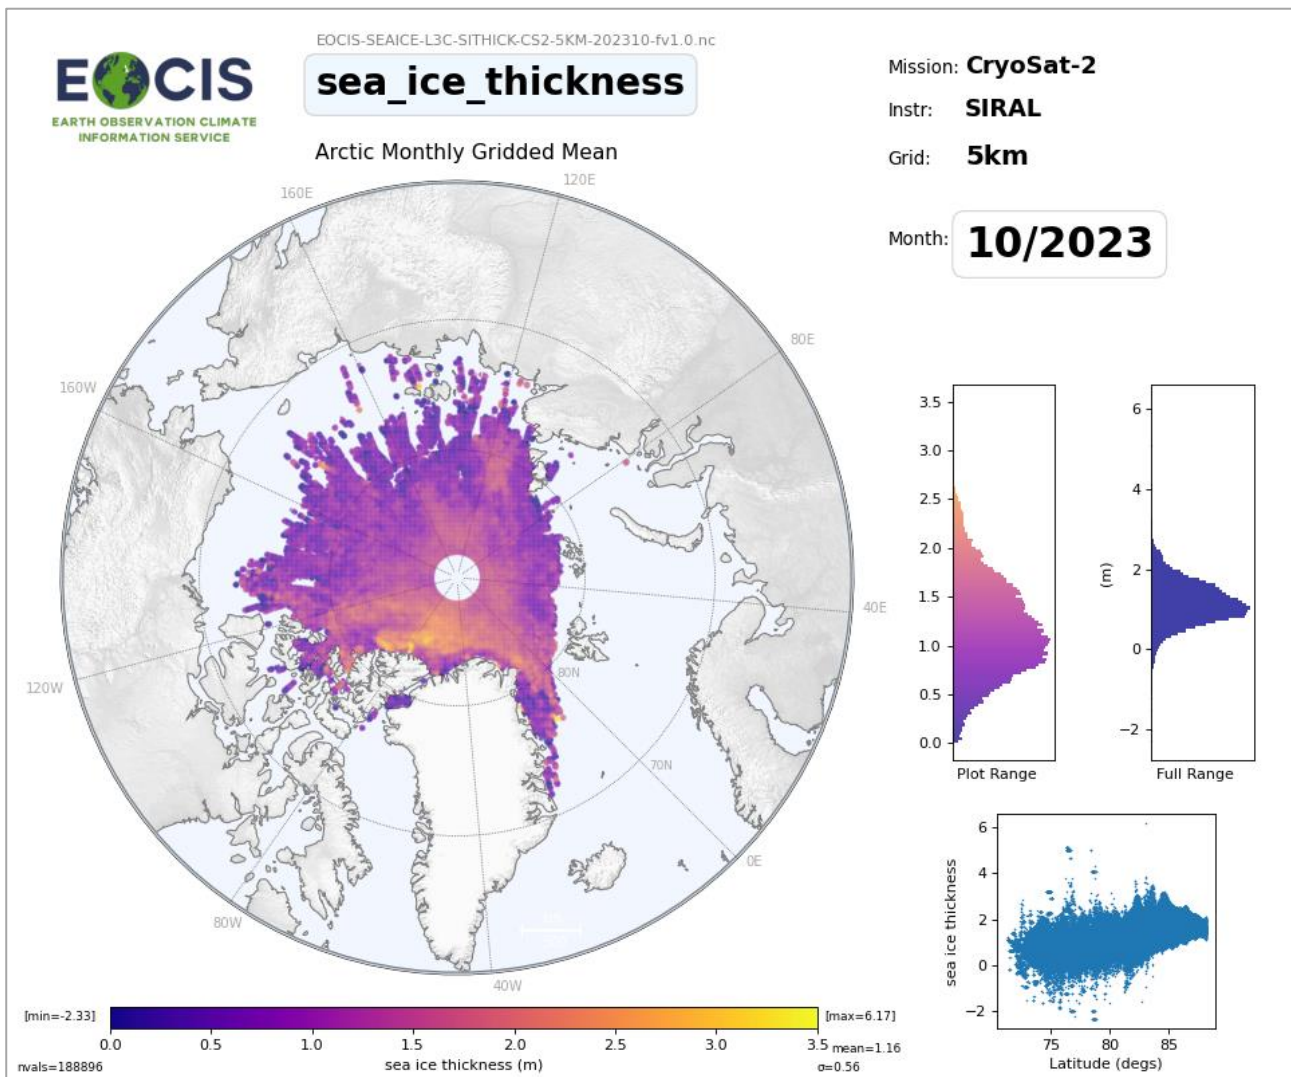 EOCIS-SEAICE-L3C-SITHICK-CS2-5KM-202310-fv1.0.nc
EOCIS
EARTH OBSERVATION CLIMATE
INFORMATION SERVICE
sea_ice_thickness
Arctic Monthly Gridded Mean
Mission: CryoSat-2
Instr: SIRAL
Grid: 5km
Month: 10/2023
160E
120E
80E
160W
40E
120W
80N
70N
0E
80W
40W
3.5
3.0
2.5
2.0
1.5
1.0
0.5
0.0
Plot Range
6
4
2
0
−2
(m)
Full Range
6
4
2
0
−2
sea ice thickness
75
80
85
Latitude (degs)
[min=-2.33]
[max=6.17]
0.0
0.5
1.0
1.5
2.0
2.5
3.0
3.5
mean=1.16
nvals=188896
sea ice thickness (m)
σ=0.56